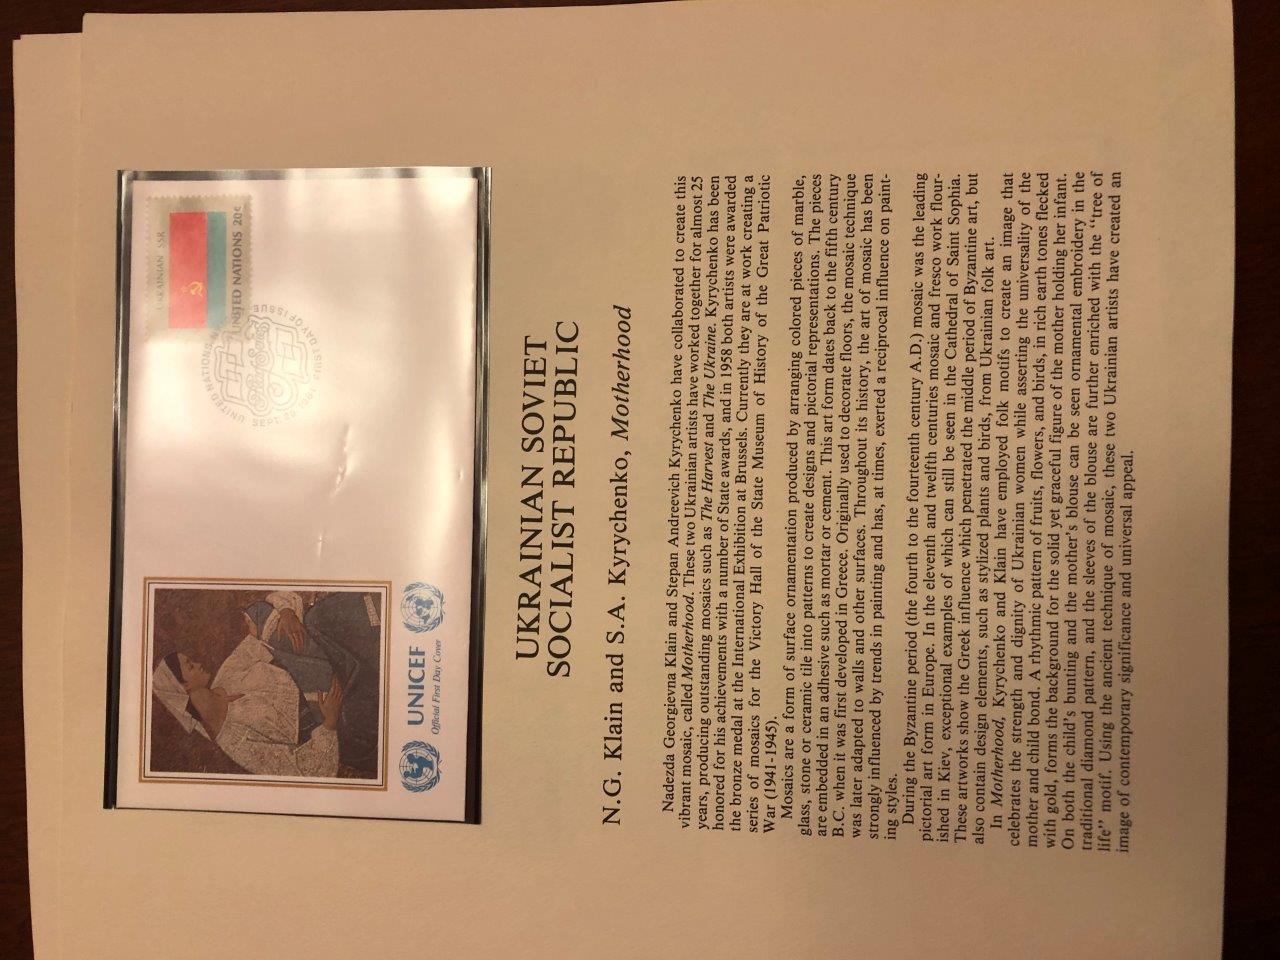 UKRAINIAN SSR
UNITED NATIONS 20c
UNITED NATIONS,
FIRST DAY OF ISSUE
SEPT. 29, 1981
UNICEF
Official First Day Cover
UKRAINIAN SOVIET
SOCIALIST REPUBLIC
N.G. Klain and S.A. Kyrychenko, Motherhood
Nadezda Georgievna Klain and Stepan Andreevich Kyrychenko have collaborated to create this
vibrant mosaic, called Motherhood. These two Ukrainian artists have worked together for almost 25
years, producing outstanding mosaics such as The Harvest and The Ukraine. Kyrychenko has been
honored for his achievements with a number of State awards, and in 1958 both artists were awarded
the bronze medal at the International Exhibition at Brussels. Currently they are at work creating a
series of mosaics for the Victory Hall of the State Museum of History of the Great Patriotic
War (1941-1945).
Mosaics are a form of surface ornamentation produced by arranging colored pieces of marble,
glass, stone or ceramic tile into patterns to create designs and pictorial representations. The pieces
are embedded in an adhesive such as mortar or cement. This art form dates back to the fifth century
B.C. when it was first developed in Greece. Originally used to decorate floors, the mosaic technique
was later adapted to walls and other surfaces. Throughout its history, the art of mosaic has been
strongly influenced by trends in painting and has, at times, exerted a reciprocal influence on paint-
ing styles.
During the Byzantine period (the fourth to the fourteenth century A.D.) mosaic was the leading
pictorial art form in Europe. In the eleventh and twelfth centuries mosaic and fresco work flour-
ished in Kiev, exceptional examples of which can still be seen in the Cathedral of Saint Sophia.
These artworks show the Greek influence which penetrated the middle period of Byzantine art, but
also contain design elements, such as stylized plants and birds, from Ukrainian folk art.
In Motherhood, Kyrychenko and Klain have employed folk motifs to create an image that
celebrates the strength and dignity of Ukrainian women while asserting the universality of the
mother and child bond. A rhythmic pattern of fruits, flowers, and birds, in rich earth tones flecked
with gold, forms the background for the solid yet graceful figure of the mother holding her infant.
On both the child's bunting and the mother's blouse can be seen ornamental embroidery in the
traditional diamond pattern, and the sleeves of the blouse are further enriched with the "tree of
life" motif. Using the ancient technique of mosaic, these two Ukrainian artists have created an
image of contemporary significance and universal appeal.